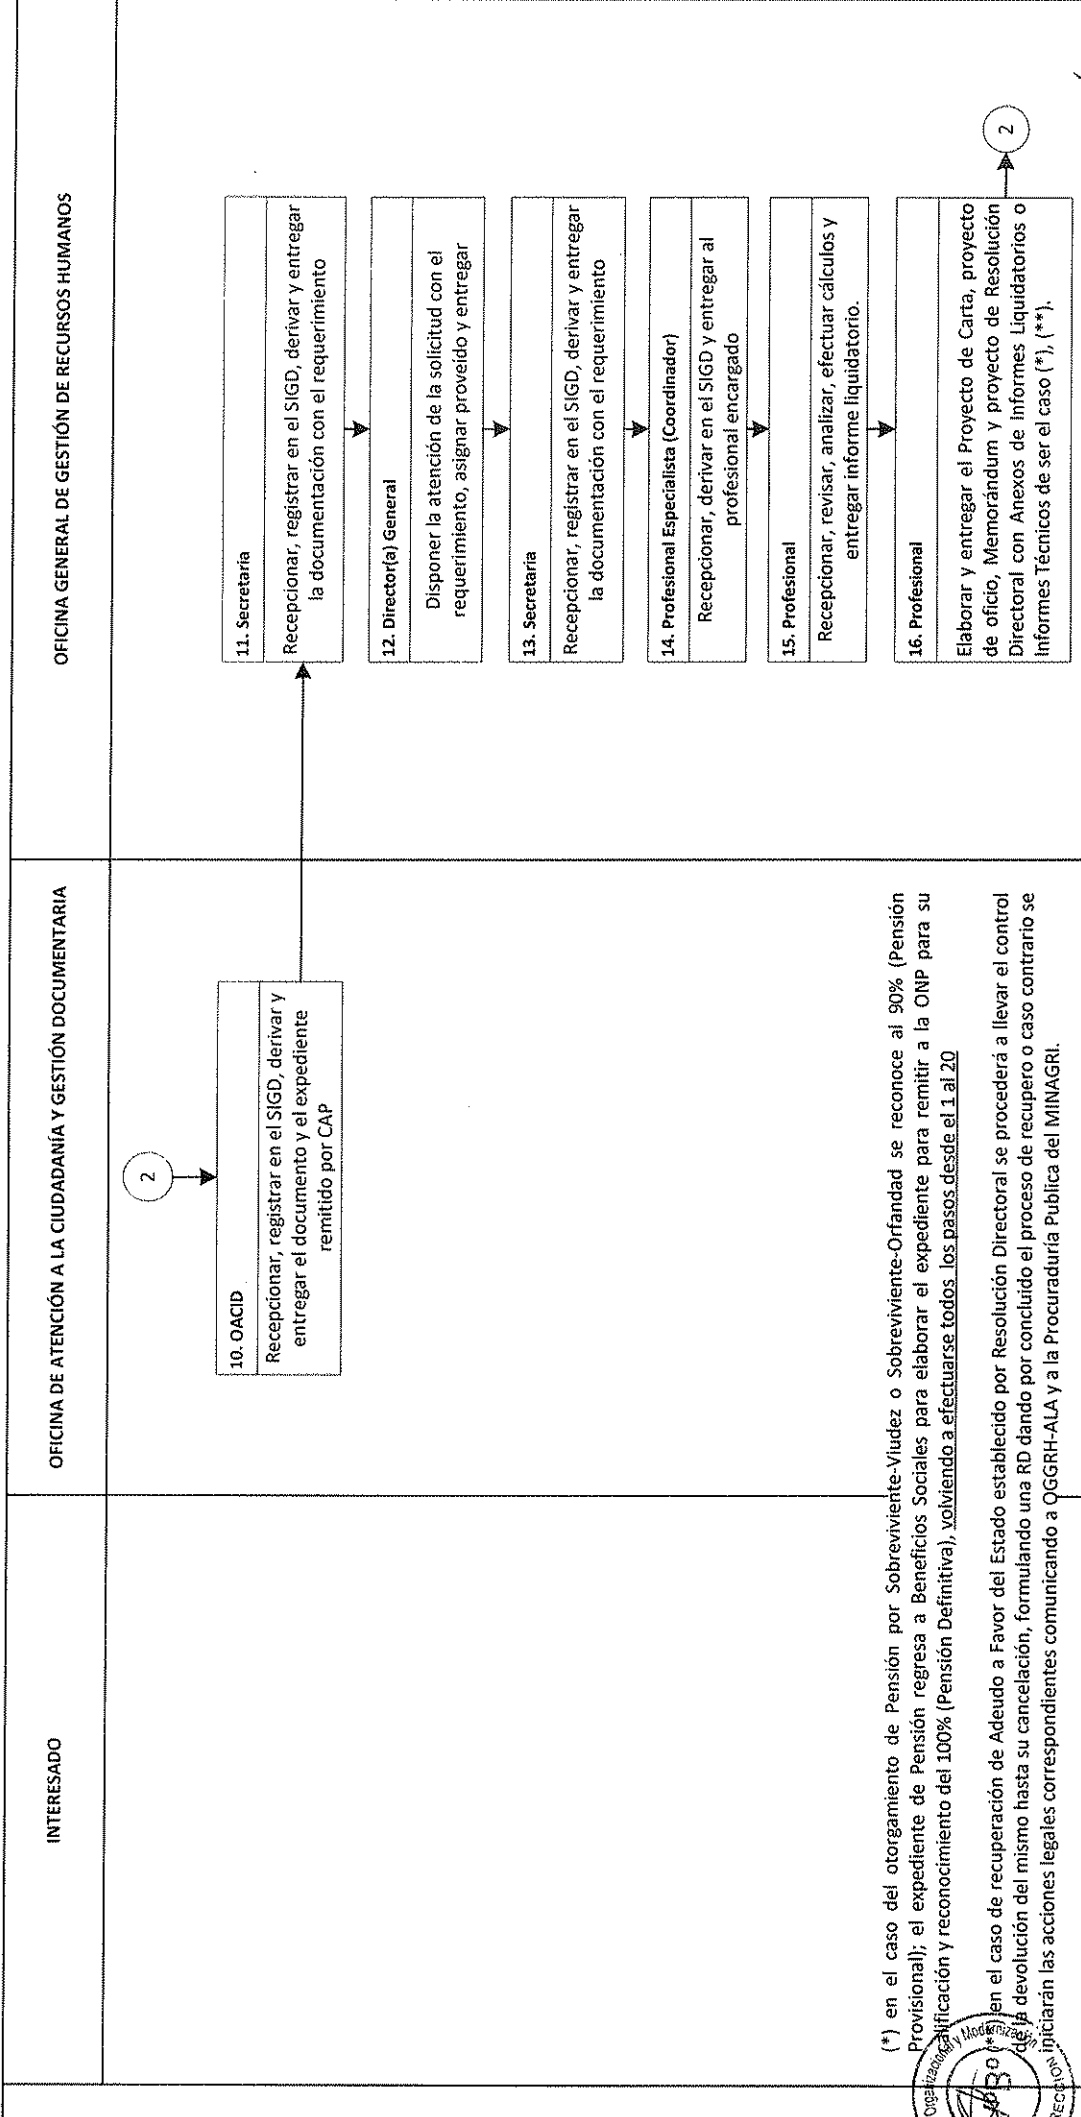 INTERESADO
OFICINA DE ATENCIÓN A LA CIUDADANÍA Y GESTIÓN DOCUMENTARIA
OFICINA GENERAL DE GESTIÓN DE RECURSOS HUMANOS
2
10. OACID
Recepcionar, registrar en el SIGD, derivar y
entregar el documento y el expediente
remitido por CAP
11. Secretaria
Recepcionar, registrar en el SIGD, derivar y entregar
la documentación con el requerimiento
12. Director(a) General
Disponer la atención de la solicitud con el
requerimiento, asignar proveído y entregar
13. Secretaria
Recepcionar, registrar en el SIGD, derivar y entregar
la documentación con el requerimiento
14. Profesional Especialista (Coordinador)
Recepcionar, derivar en el SIGD y entregar al
profesional encargado
15. Profesional
Recepcionar, revisar, analizar, efectuar cálculos y
entregar informe liquidatorio.
16. Profesional
Elaborar y entregar el Proyecto de Carta, proyecto
de oficio, Memorándum y proyecto de Resolución
Directoral con Anexos de Informes Liquidatorios o
Informes Técnicos de ser el caso (*), (**).
2
(*) en el caso del otorgamiento de Pensión por Sobreviviente-Viudez o Sobreviviente-Orfandad se reconoce al 90% (Pensión
Provisional); el expediente de Pensión regresa a Beneficios Sociales para elaborar el expediente para remitir a la ONP para su
calificación y reconocimiento del 100% (Pensión Definitiva), volviendo a efectuarse todos los pasos desde el 1 al 20
(**) en el caso de recuperación de Adeudo a Favor del Estado establecido por Resolución Directoral se procederá a llevar el control
de la devolución del mismo hasta su cancelación, formulando una RD dando por concluido el proceso de recupero o caso contrario se
iniciarán las acciones legales correspondientes comunicando a OGGRH-ALA y a la Procuraduría Publica del MINAGRI.
Organizacional y Modernización
VºBº